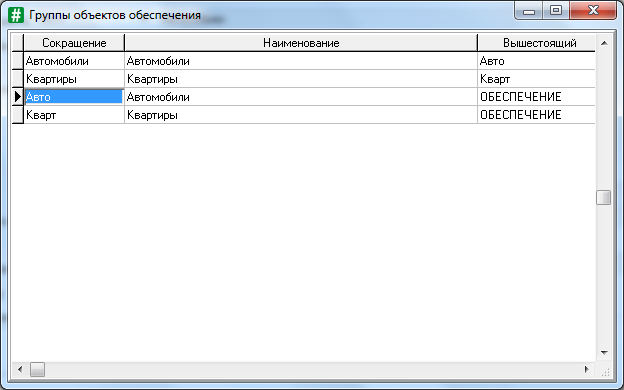 # Группы объектов обеспечения
Сокращение Наименование Вышестоящий
Автомобили Автомобили Авто
Квартиры Квартиры Кварт
Авто Автомобили ОБЕСПЕЧЕНИЕ
Кварт Квартиры ОБЕСПЕЧЕНИЕ